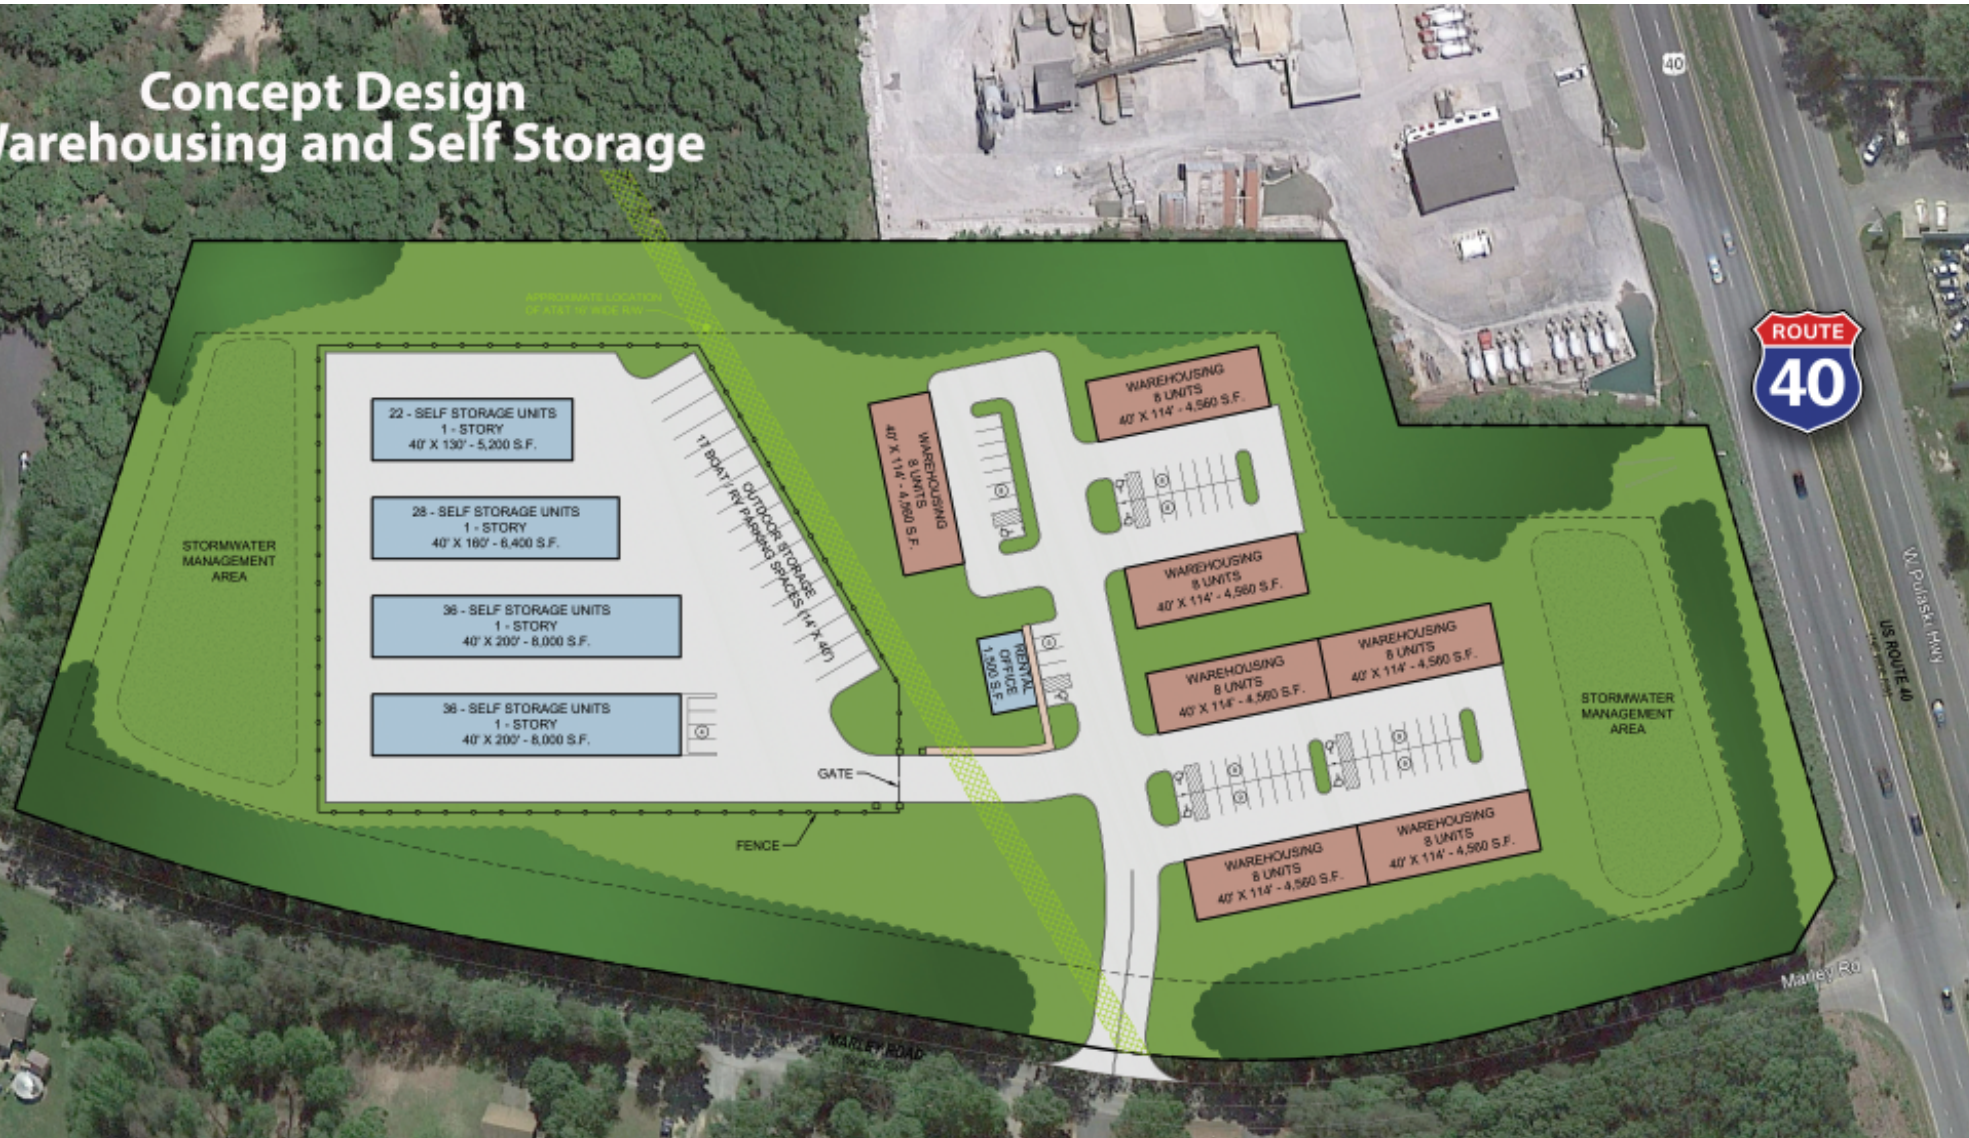 Concept Design
Warehousing and Self Storage
40
ROUTE
40
APPROXIMATE LOCATION
OF AT&T 16' WIDE R/W
22 - SELF STORAGE UNITS
1 - STORY
40' X 130' - 5,200 S.F.
28 - SELF STORAGE UNITS
1 - STORY
40' X 160' - 6,400 S.F.
36 - SELF STORAGE UNITS
1 - STORY
40' X 200' - 8,000 S.F.
36 - SELF STORAGE UNITS
1 - STORY
40' X 200' - 8,000 S.F.
STORMWATER
MANAGEMENT
AREA
OUTDOOR STORAGE
17 BOAT / RV PARKING SPACES (14' X 40')
WAREHOUSING
8 UNITS
40' X 114' - 4,560 S.F.
WAREHOUSING
8 UNITS
40' X 114' - 4,560 S.F.
WAREHOUSING
8 UNITS
40' X 114' - 4,560 S.F.
RENTAL
OFFICE
1,500 S.F.
WAREHOUSING
8 UNITS
40' X 114' - 4,560 S.F.
WAREHOUSING
8 UNITS
40' X 114' - 4,560 S.F.
WAREHOUSING
8 UNITS
40' X 114' - 4,560 S.F.
WAREHOUSING
8 UNITS
40' X 114' - 4,560 S.F.
STORMWATER
MANAGEMENT
AREA
GATE
FENCE
W Pulaski Hwy
US ROUTE 40
Marley Rd
MARLEY ROAD